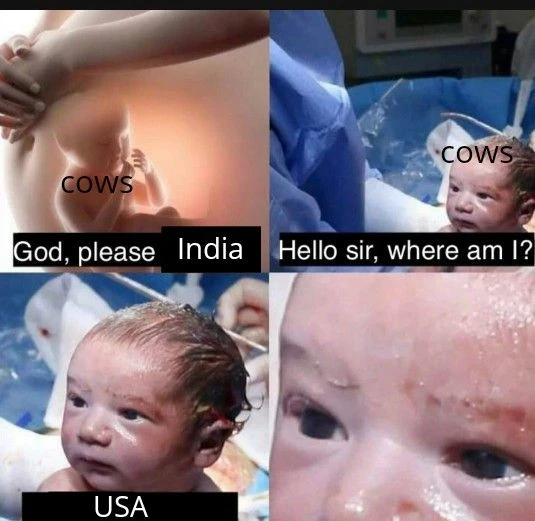 cows
God, please India
cows
Hello sir, where am I?
USA